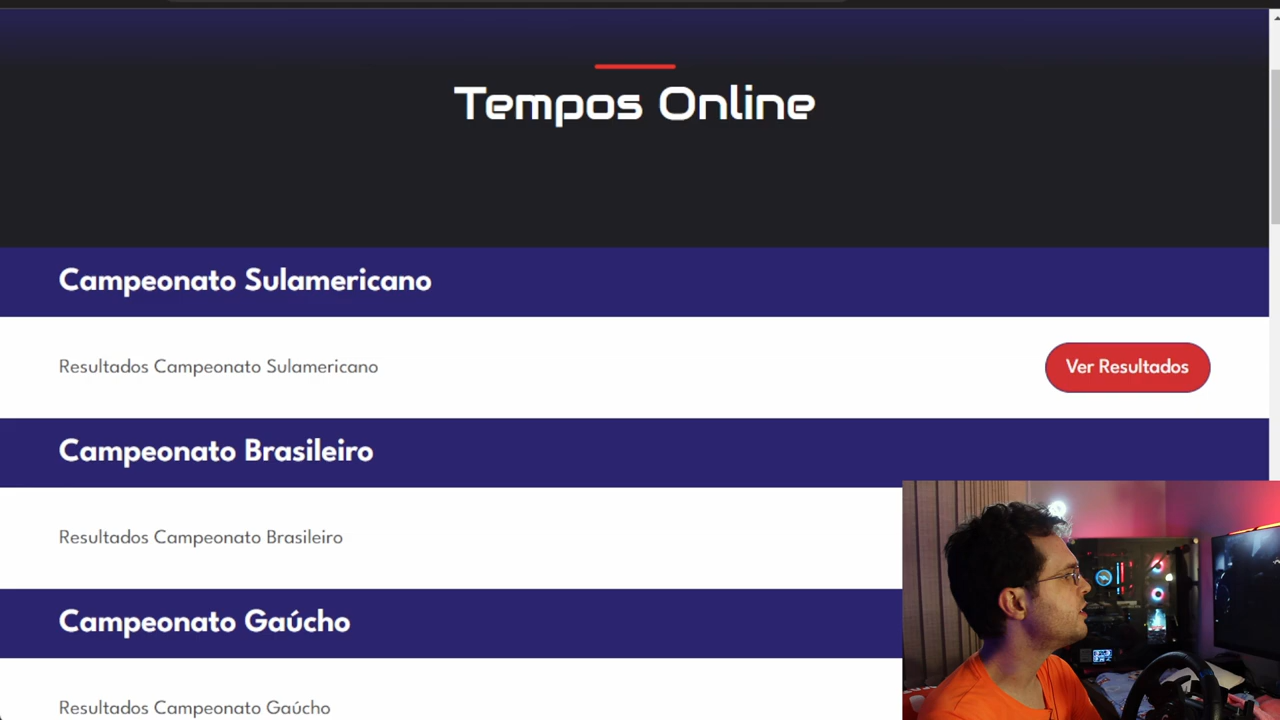 Tempos Online
Campeonato Sulamericano
Resultados Campeonato Sulamericano
Ver Resultados
Campeonato Brasileiro
Resultados Campeonato Brasileiro
Campeonato Gaúcho
Resultados Campeonato Gaúcho